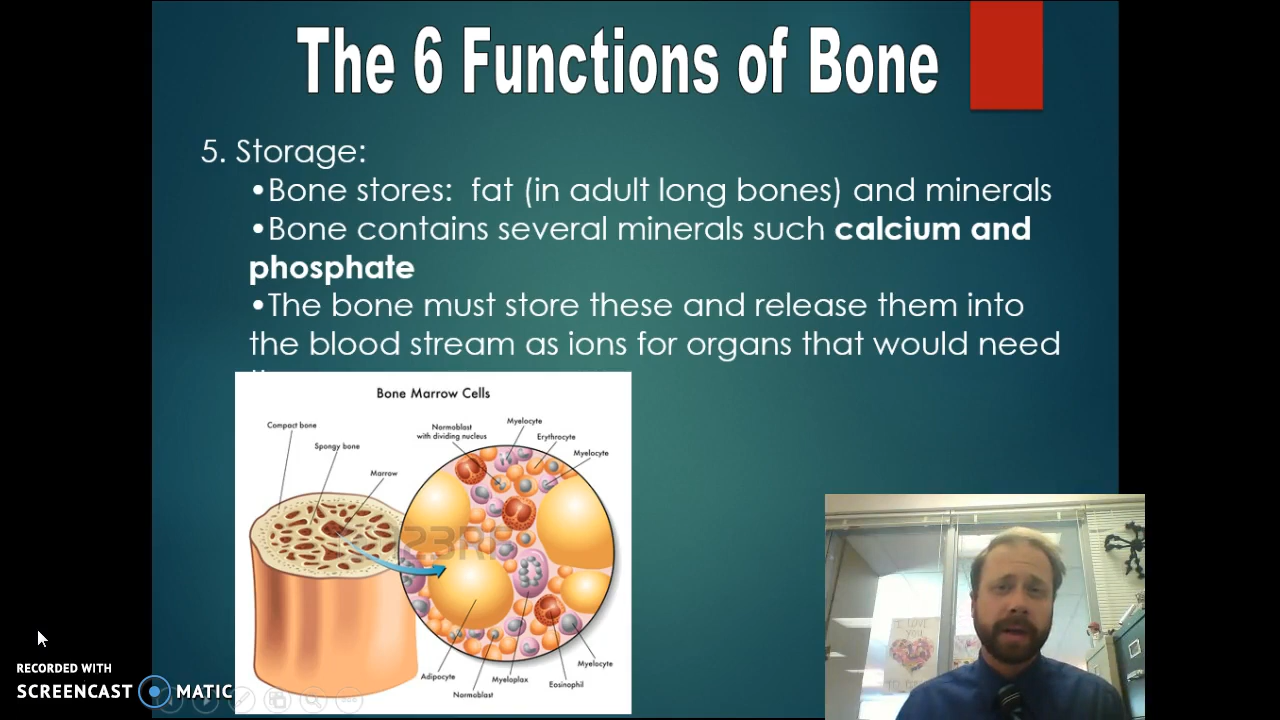 The 6 Functions of Bone
5. Storage:
•Bone stores:  fat (in adult long bones) and minerals
•Bone contains several minerals such calcium and
phosphate
•The bone must store these and release them into
the blood stream as ions for organs that would need
Bone Marrow Cells
Compact bone
Spongy bone
Marrow
Normoblast
with dividing nucleus
Myelocyte
Erythrocyte
Myelocyte
Adipocyte
Normoblast
Myeloplax
Eosinophil
Myelocyte
I LOVE
YOU
RECORDED WITH
SCREENCAST MATIC